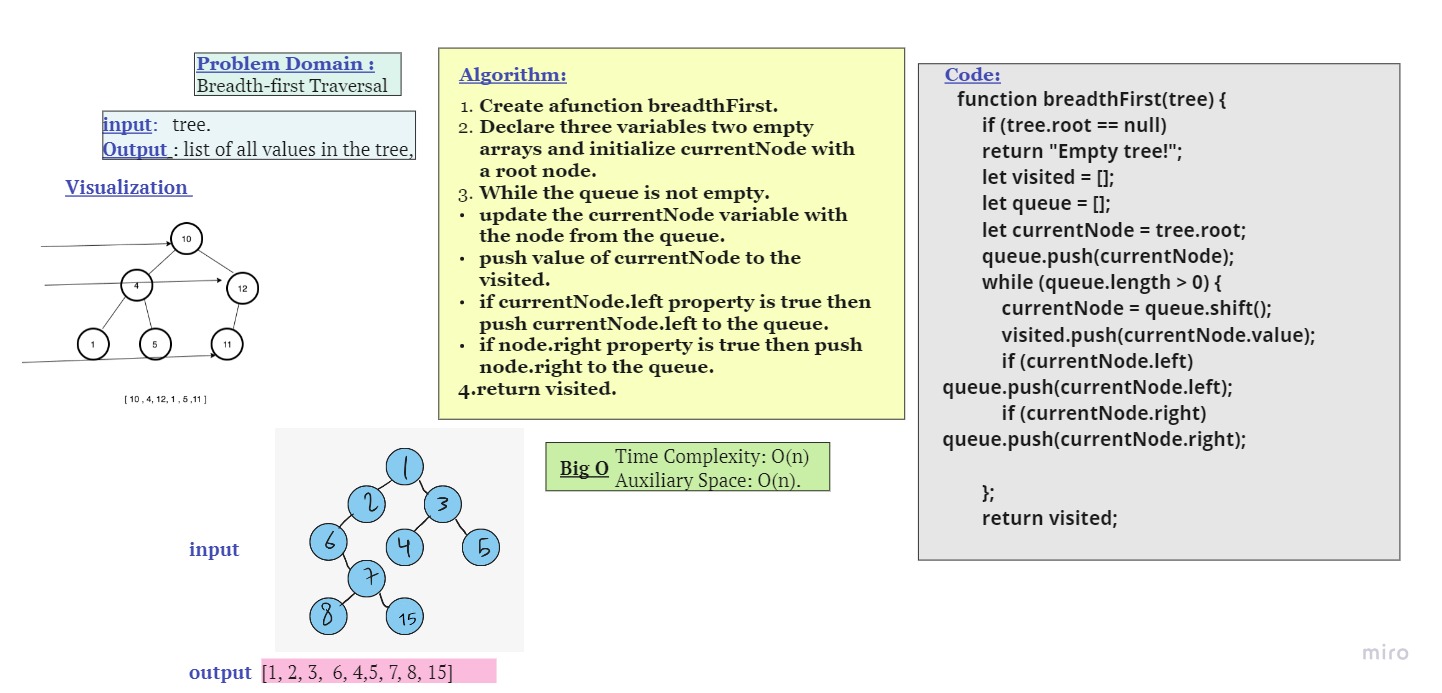 Problem Domain :
Breadth-first Traversal
input:   tree.
Output : list of all values in the tree,
Visualization
10
4
12
1
5
11
[ 10 , 4, 12, 1 , 5 ,11 ]
Algorithm:
1. Create afunction breadthFirst.
2. Declare three variables two empty
arrays and initialize currentNode with
a root node.
3. While the queue is not empty.
• update the currentNode variable with
the node from the queue.
• push value of currentNode to the
visited.
• if currentNode.left property is true then
push currentNode.left to the queue.
• if node.right property is true then push
node.right to the queue.
4.return visited.
Big O
Time Complexity: O(n)
Auxiliary Space: O(n).
Code:
function breadthFirst(tree) {
if (tree.root == null)
return "Empty tree!";
let visited = [];
let queue = [];
let currentNode = tree.root;
queue.push(currentNode);
while (queue.length > 0) {
currentNode = queue.shift();
visited.push(currentNode.value);
if (currentNode.left)
queue.push(currentNode.left);
if (currentNode.right)
queue.push(currentNode.right);
};
return visited;
input
1
2
3
6
4
5
7
8
15
output [1, 2, 3,  6, 4,5, 7, 8, 15]
miro